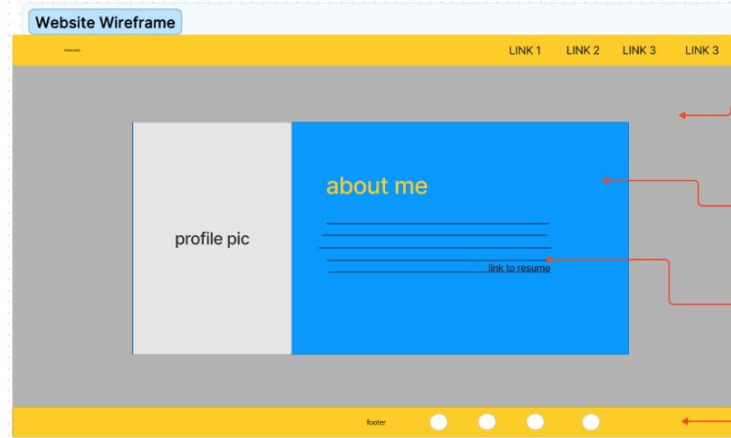 Website Wireframe
LINK 1 LINK 2 LINK 3 LINK 3
about me
profile pic
link to resume
footer